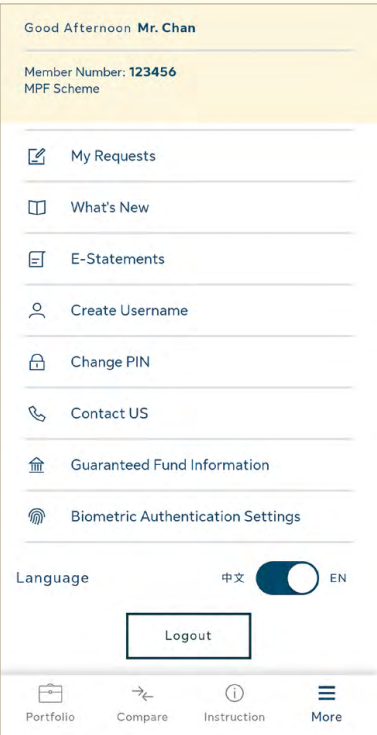 Good Afternoon Mr. Chan
Member Number: 123456
MPF Scheme
My Requests
What's New
E-Statements
Create Username
Change PIN
Contact US
Guaranteed Fund Information
Biometric Authentication Settings
Language 中文 EN
Logout
Portfolio Compare Instruction More